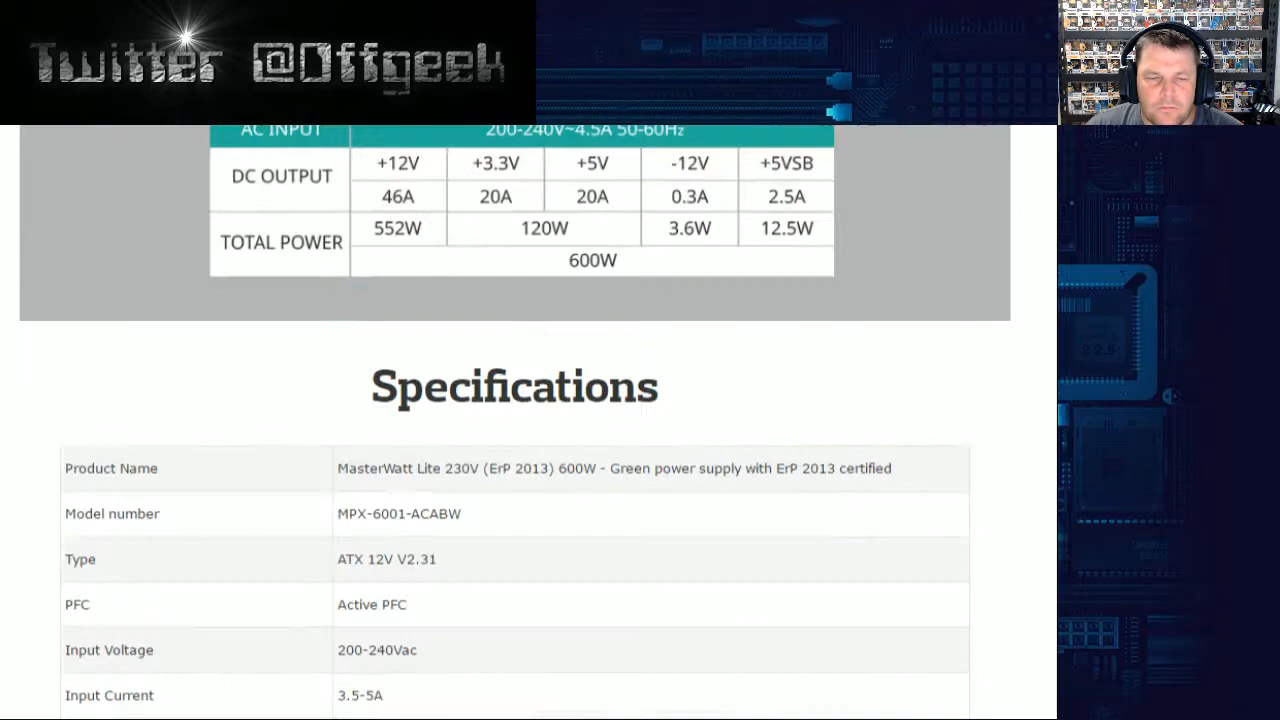 Twitter @Offgeek
AC INPUT 200-240V~4.5A 50-60Hz
DC OUTPUT +12V +3.3V +5V -12V +5VSB
46A 20A 20A 0.3A 2.5A
TOTAL POWER 552W 120W 3.6W 12.5W
600W
Specifications
Product Name MasterWatt Lite 230V (ErP 2013) 600W - Green power supply with ErP 2013 certified
Model number MPX-6001-ACABW
Type ATX 12V V2.31
PFC Active PFC
Input Voltage 200-240Vac
Input Current 3.5-5A